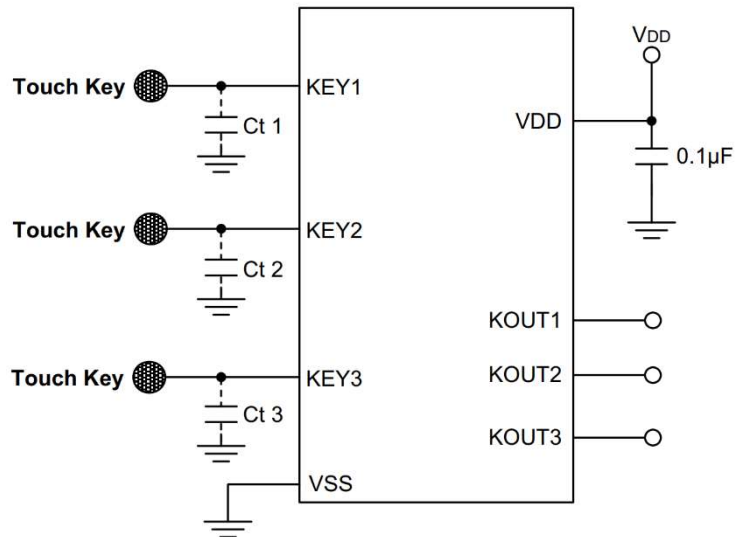 VDD
Touch Key
KEY1
Ct 1
VDD
0.1µF
Touch Key
KEY2
Ct 2
KOUT1
Touch Key
KEY3
KOUT2
Ct 3
KOUT3
VSS